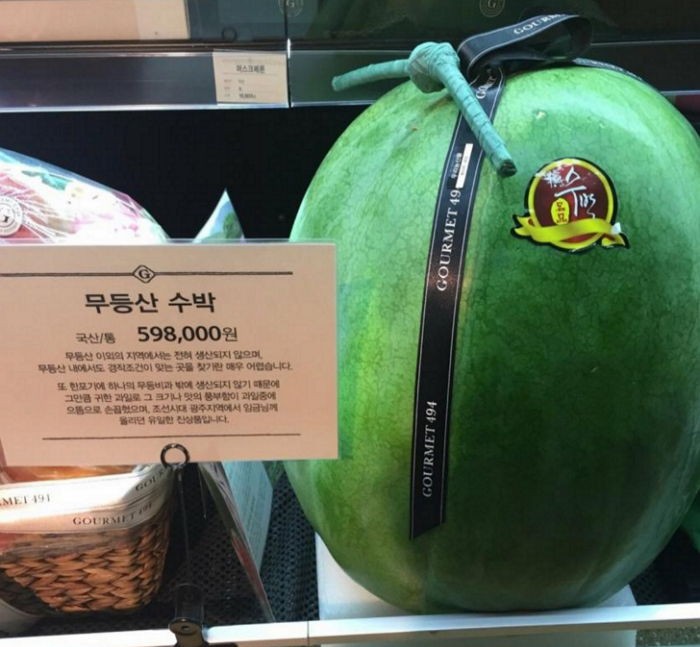 GOURMET
머스크메론
무등산 수박
국산/통 598,000원
무등산 이외의 지역에서는 전혀 생산되지 않으며,
무등산 내에서도 경작조건이 맞는 곳을 찾기란 매우 어렵습니다.
또 한포기에 하나의 무등비과 밖에 생산되지 않기 때문에
그만큼 귀한 과일로 그 크기나 맛의 풍부함이 과일중에
으뜸으로 손꼽혔으며, 조선시대 광주지역에서 임금님께
올리던 유일한 진상품입니다.
G
GOURMET 49
GOURMET 494
GOURMET 494